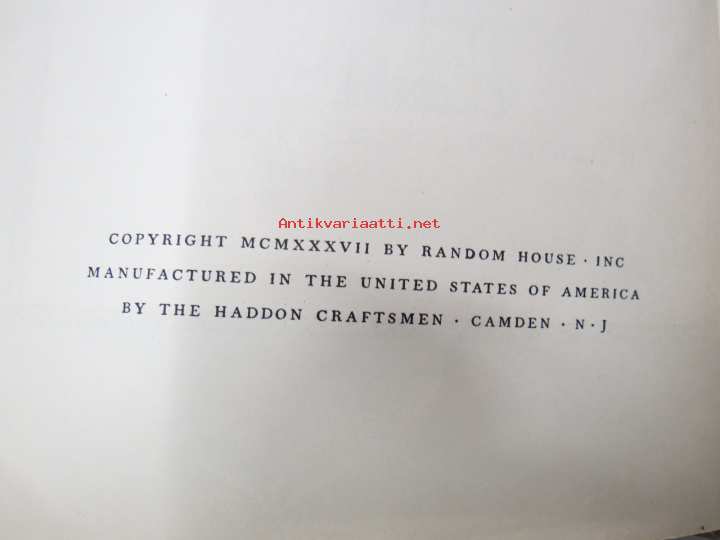 Antikvariaatti.net
COPYRIGHT MCMXXXVII BY RANDOM HOUSE · INC
MANUFACTURED IN THE UNITED STATES OF AMERICA
BY THE HADDON CRAFTSMEN · CAMDEN · N · J